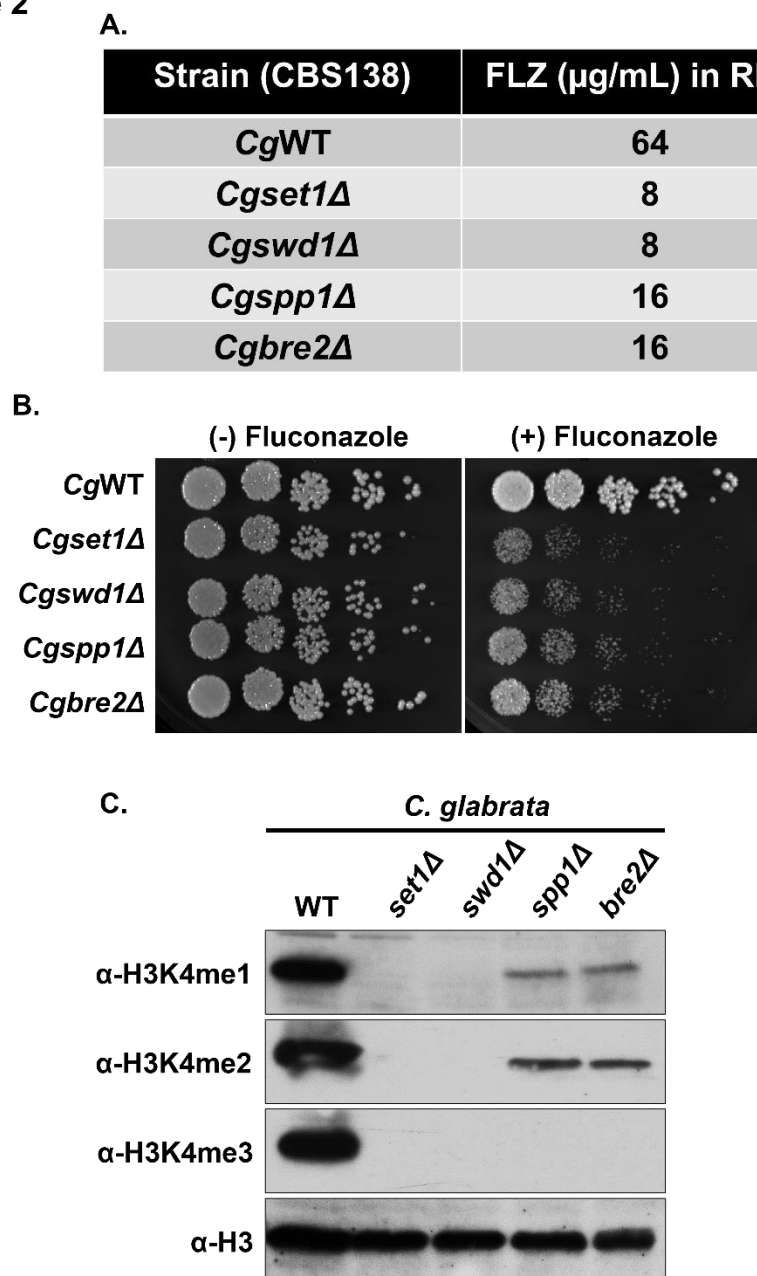 2
A.
Strain (CBS138) FLZ (µg/mL) in
CgWT 64
Cgset1Δ 8
Cgswd1Δ 8
Cgspp1Δ 16
Cgbre2Δ 16
B.
(-) Fluconazole (+) Fluconazole
CgWT
Cgset1Δ
Cgswd1Δ
Cgspp1Δ
Cgbre2Δ
C.
C. glabrata
WT set1Δ swd1Δ spp1Δ bre2Δ
α-H3K4me1
α-H3K4me2
α-H3K4me3
α-H3